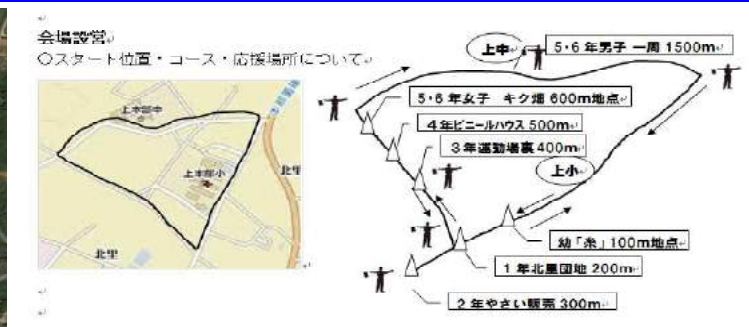 会場設営
○スタート位置・コース・応援場所について
上本部中
上本部小
北里
北里
上中
5・6年男子 一周 1500m
5・6年女子 キク畑 600m地点
4年ビニールハウス 500m
3年運動場裏 400m
上小
幼「糸」100m地点
1年北里団地 200m
2年やさい販売 300m